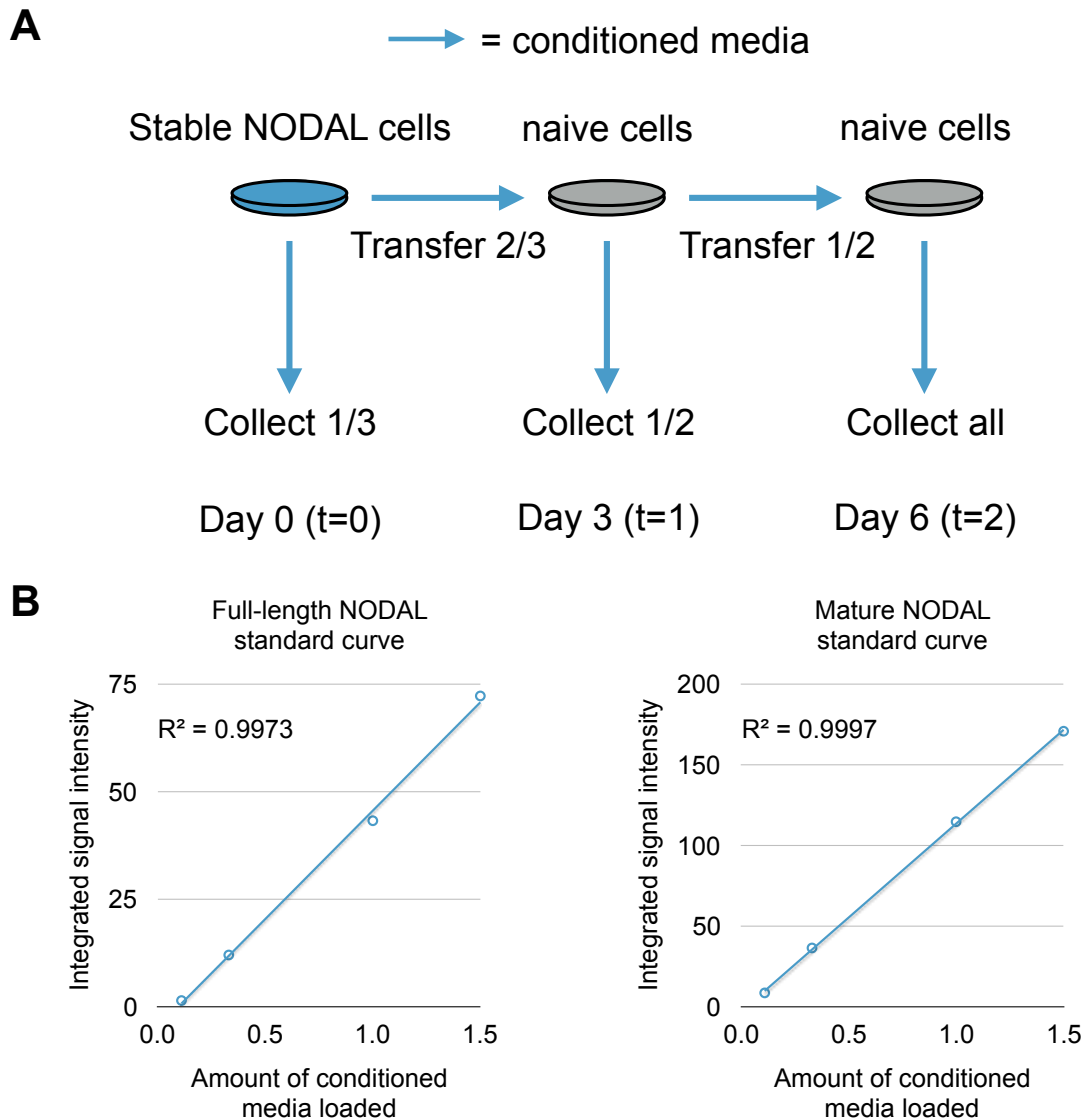 A
= conditioned media
Stable NODAL cells
naive cells
naive cells
Transfer 2/3
Transfer 1/2
Collect 1/3
Collect 1/2
Collect all
Day 0 (t=0)
Day 3 (t=1)
Day 6 (t=2)
B
Full-length NODAL
standard curve
Integrated signal intensity
75
50
25
0
R² = 0.9973
0.0
0.5
1.0
1.5
Amount of conditioned
media loaded
Mature NODAL
standard curve
Integrated signal intensity
200
150
100
50
0
R² = 0.9997
0.0
0.5
1.0
1.5
Amount of conditioned
media loaded